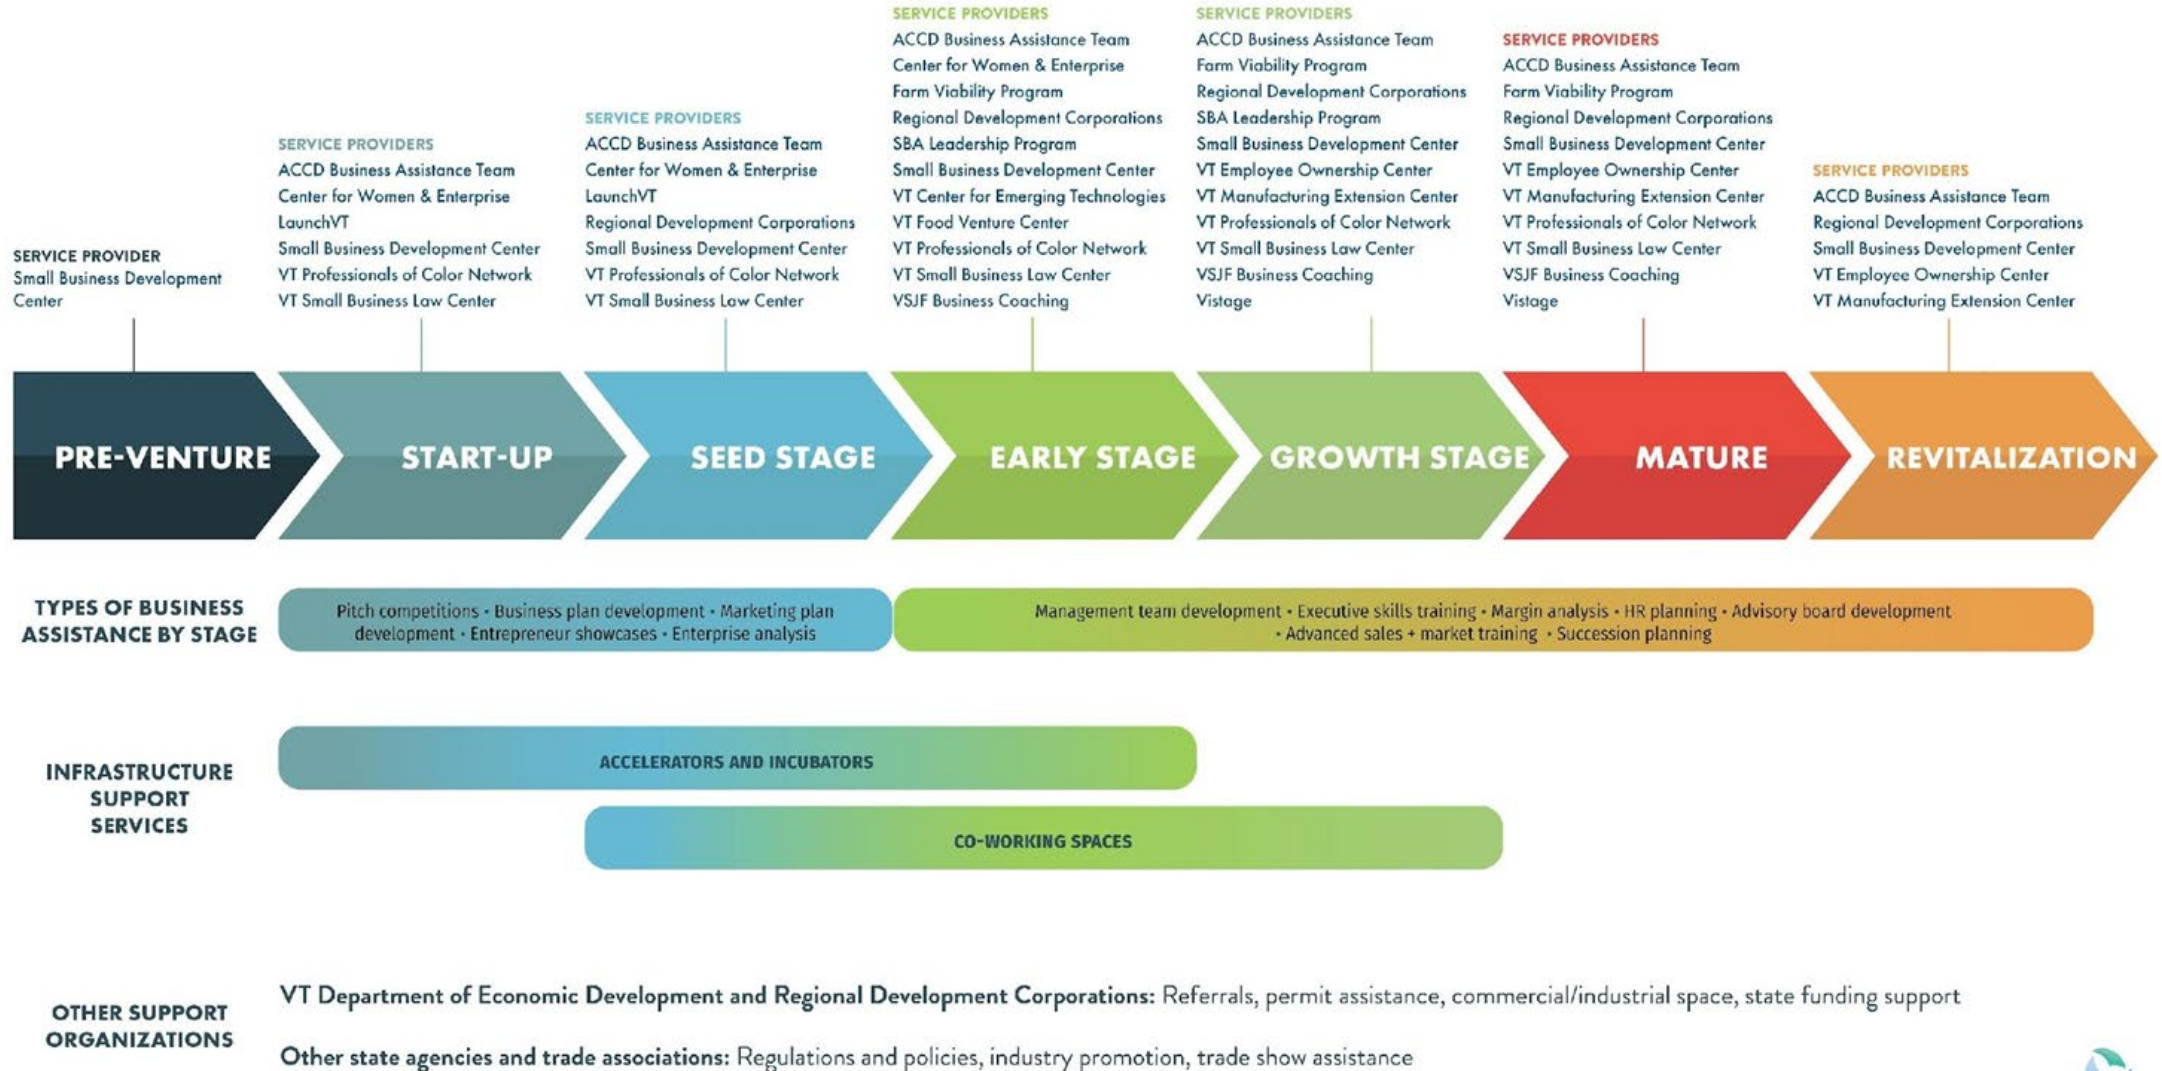 SERVICE PROVIDER
Small Business Development
Center
SERVICE PROVIDERS
ACCD Business Assistance Team
Center for Women & Enterprise
LaunchVT
Small Business Development Center
VT Professionals of Color Network
VT Small Business Law Center
SERVICE PROVIDERS
ACCD Business Assistance Team
Center for Women & Enterprise
LaunchVT
Regional Development Corporations
Small Business Development Center
VT Professionals of Color Network
VT Small Business Law Center
SERVICE PROVIDERS
ACCD Business Assistance Team
Center for Women & Enterprise
Farm Viability Program
Regional Development Corporations
SBA Leadership Program
Small Business Development Center
VT Center for Emerging Technologies
VT Food Venture Center
VT Professionals of Color Network
VT Small Business Law Center
VSJF Business Coaching
SERVICE PROVIDERS
ACCD Business Assistance Team
Farm Viability Program
Regional Development Corporations
SBA Leadership Program
Small Business Development Center
VT Employee Ownership Center
VT Manufacturing Extension Center
VT Professionals of Color Network
VT Small Business Law Center
VSJF Business Coaching
Vistage
SERVICE PROVIDERS
ACCD Business Assistance Team
Farm Viability Program
Regional Development Corporations
Small Business Development Center
VT Employee Ownership Center
VT Manufacturing Extension Center
VT Professionals of Color Network
VT Small Business Law Center
VSJF Business Coaching
Vistage
SERVICE PROVIDERS
ACCD Business Assistance Team
Regional Development Corporations
Small Business Development Center
VT Employee Ownership Center
VT Manufacturing Extension Center
PRE-VENTURE
START-UP
SEED STAGE
EARLY STAGE
GROWTH STAGE
MATURE
REVITALIZATION
TYPES OF BUSINESS
ASSISTANCE BY STAGE
Pitch competitions • Business plan development • Marketing plan
development • Entrepreneur showcases • Enterprise analysis
Management team development • Executive skills training • Margin analysis • HR planning • Advisory board development
• Advanced sales + market training • Succession planning
INFRASTRUCTURE
SUPPORT
SERVICES
ACCELERATORS AND INCUBATORS
CO-WORKING SPACES
OTHER SUPPORT
ORGANIZATIONS
VT Department of Economic Development and Regional Development Corporations: Referrals, permit assistance, commercial/industrial space, state funding support
Other state agencies and trade associations: Regulations and policies, industry promotion, trade show assistance